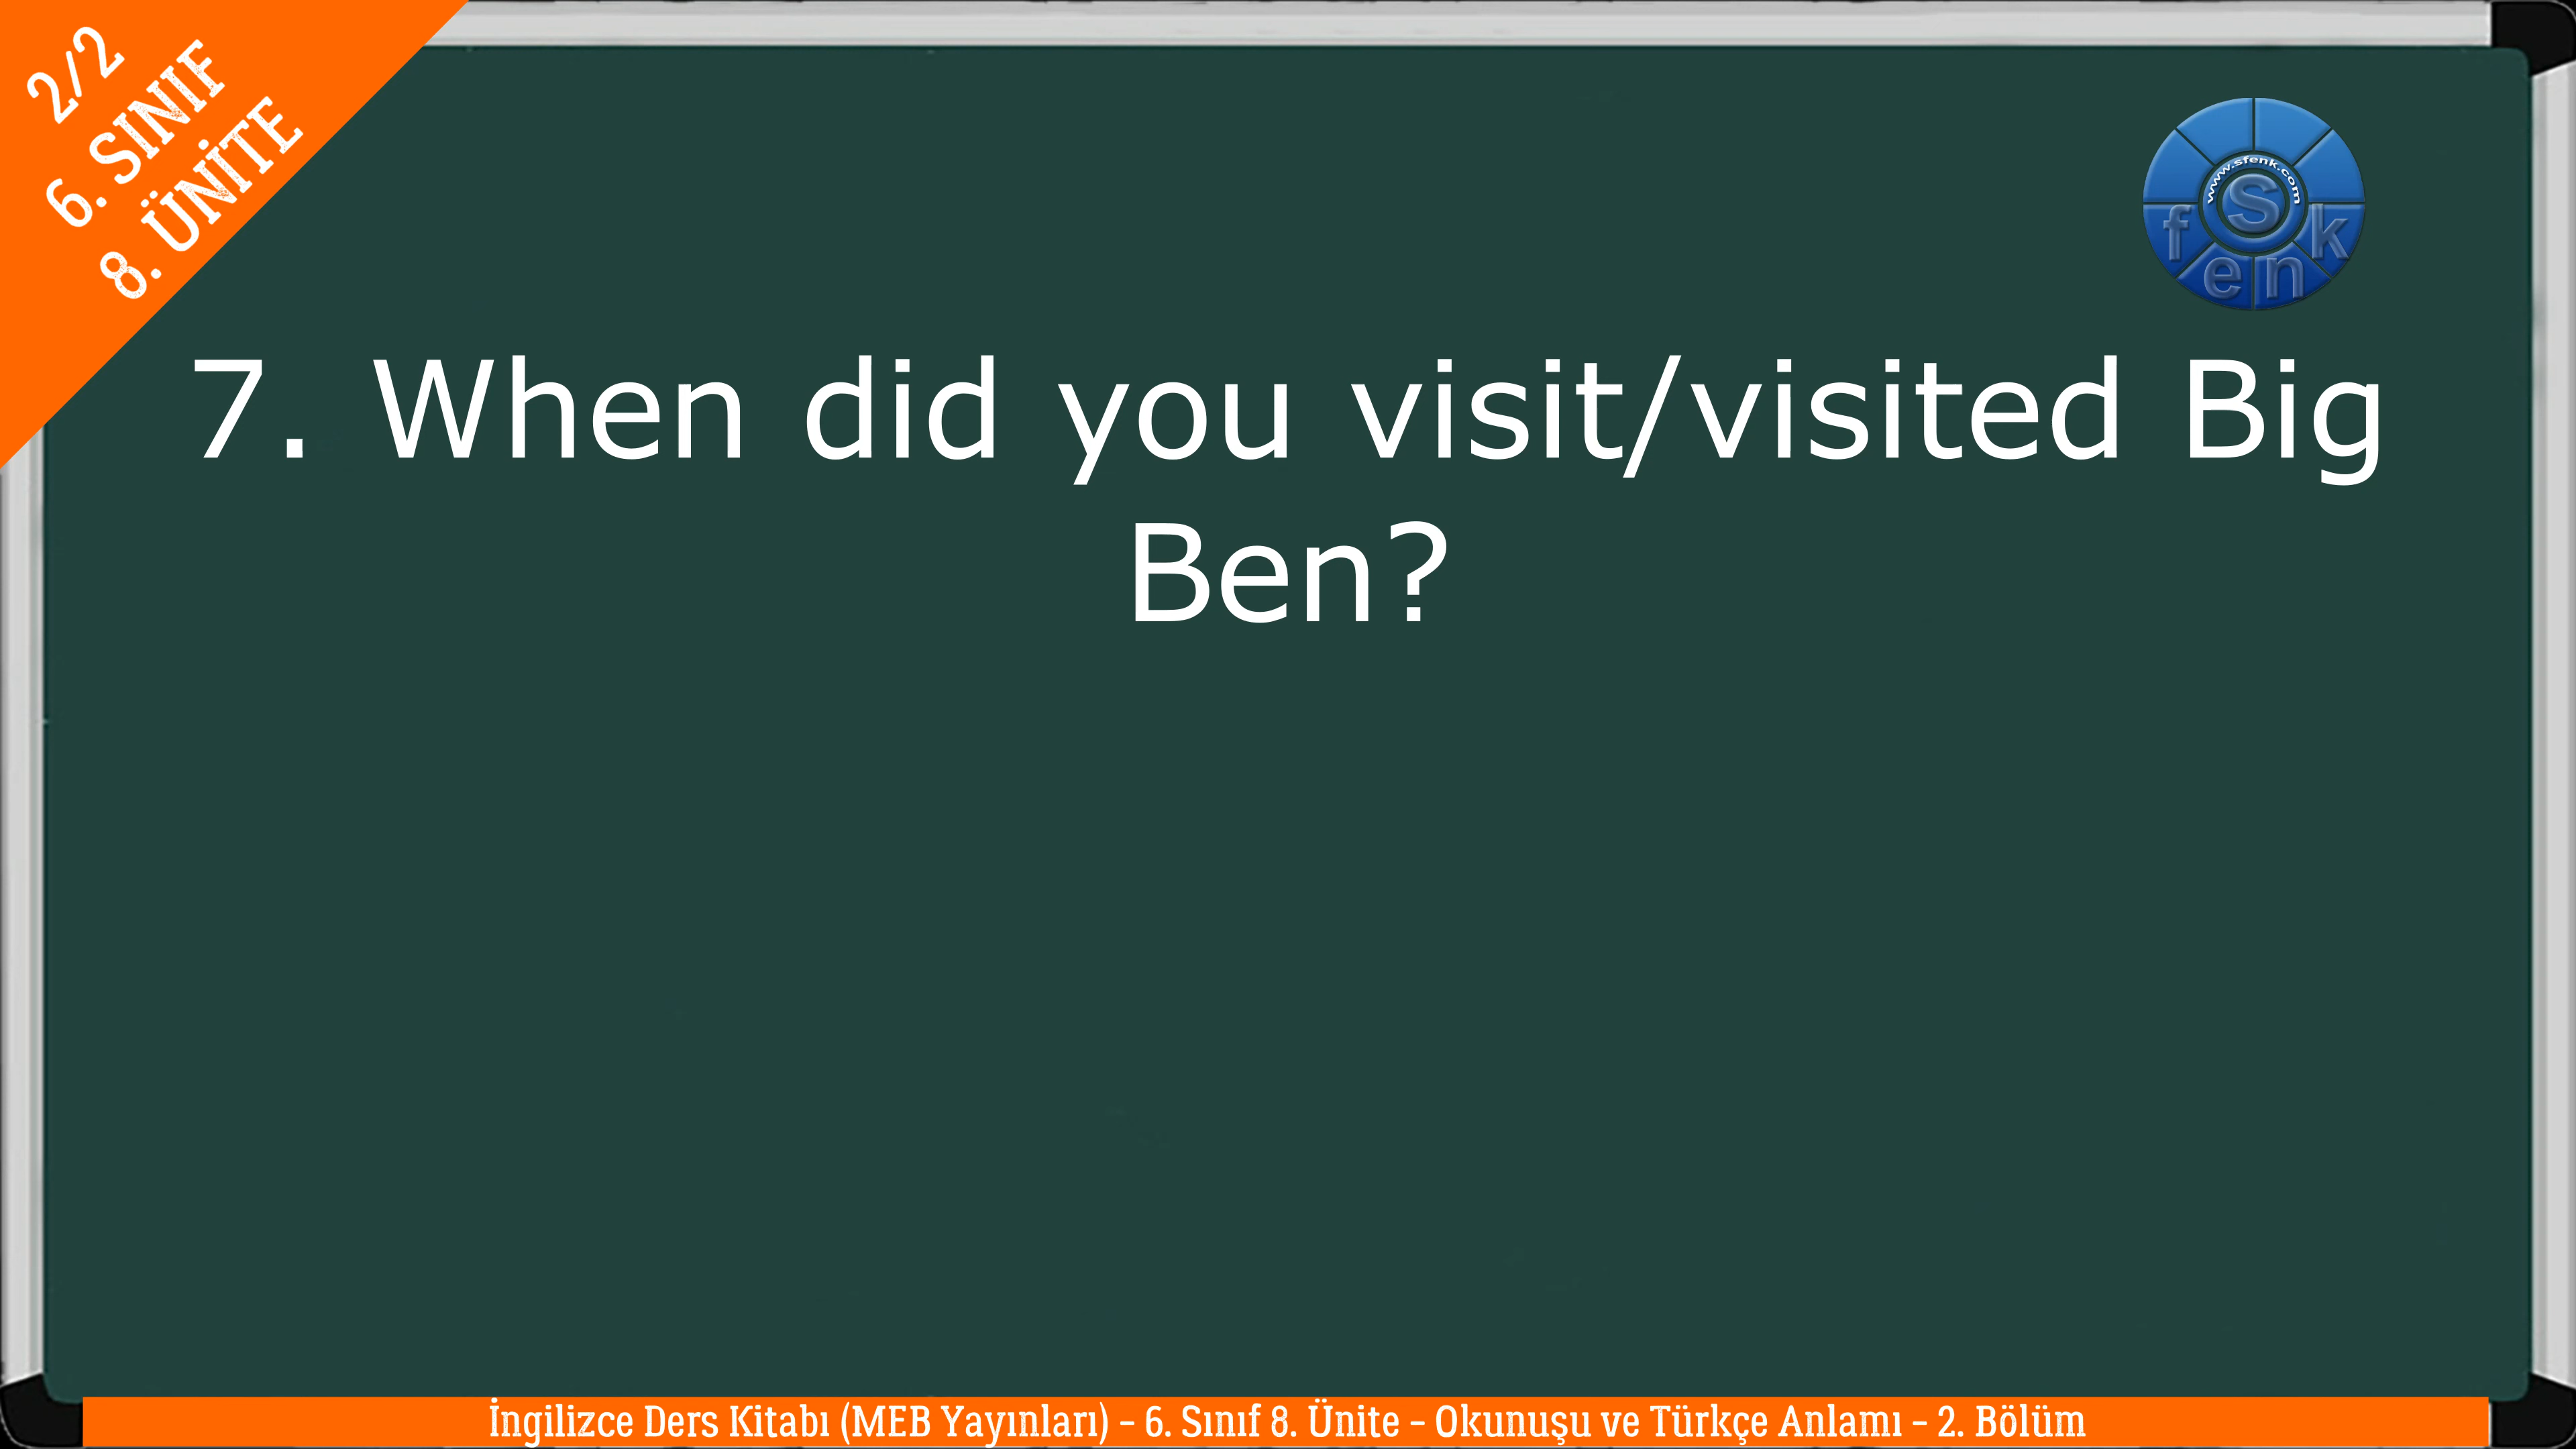 2/2
6. SINIF
8. ÜNİTE
www.sfenk.com
S
f e n k
7. When did you visit/visited Big
Ben?
İngilizce Ders Kitabı (MEB Yayınları) – 6. Sınıf 8. Ünite – Okunuşu ve Türkçe Anlamı – 2. Bölüm